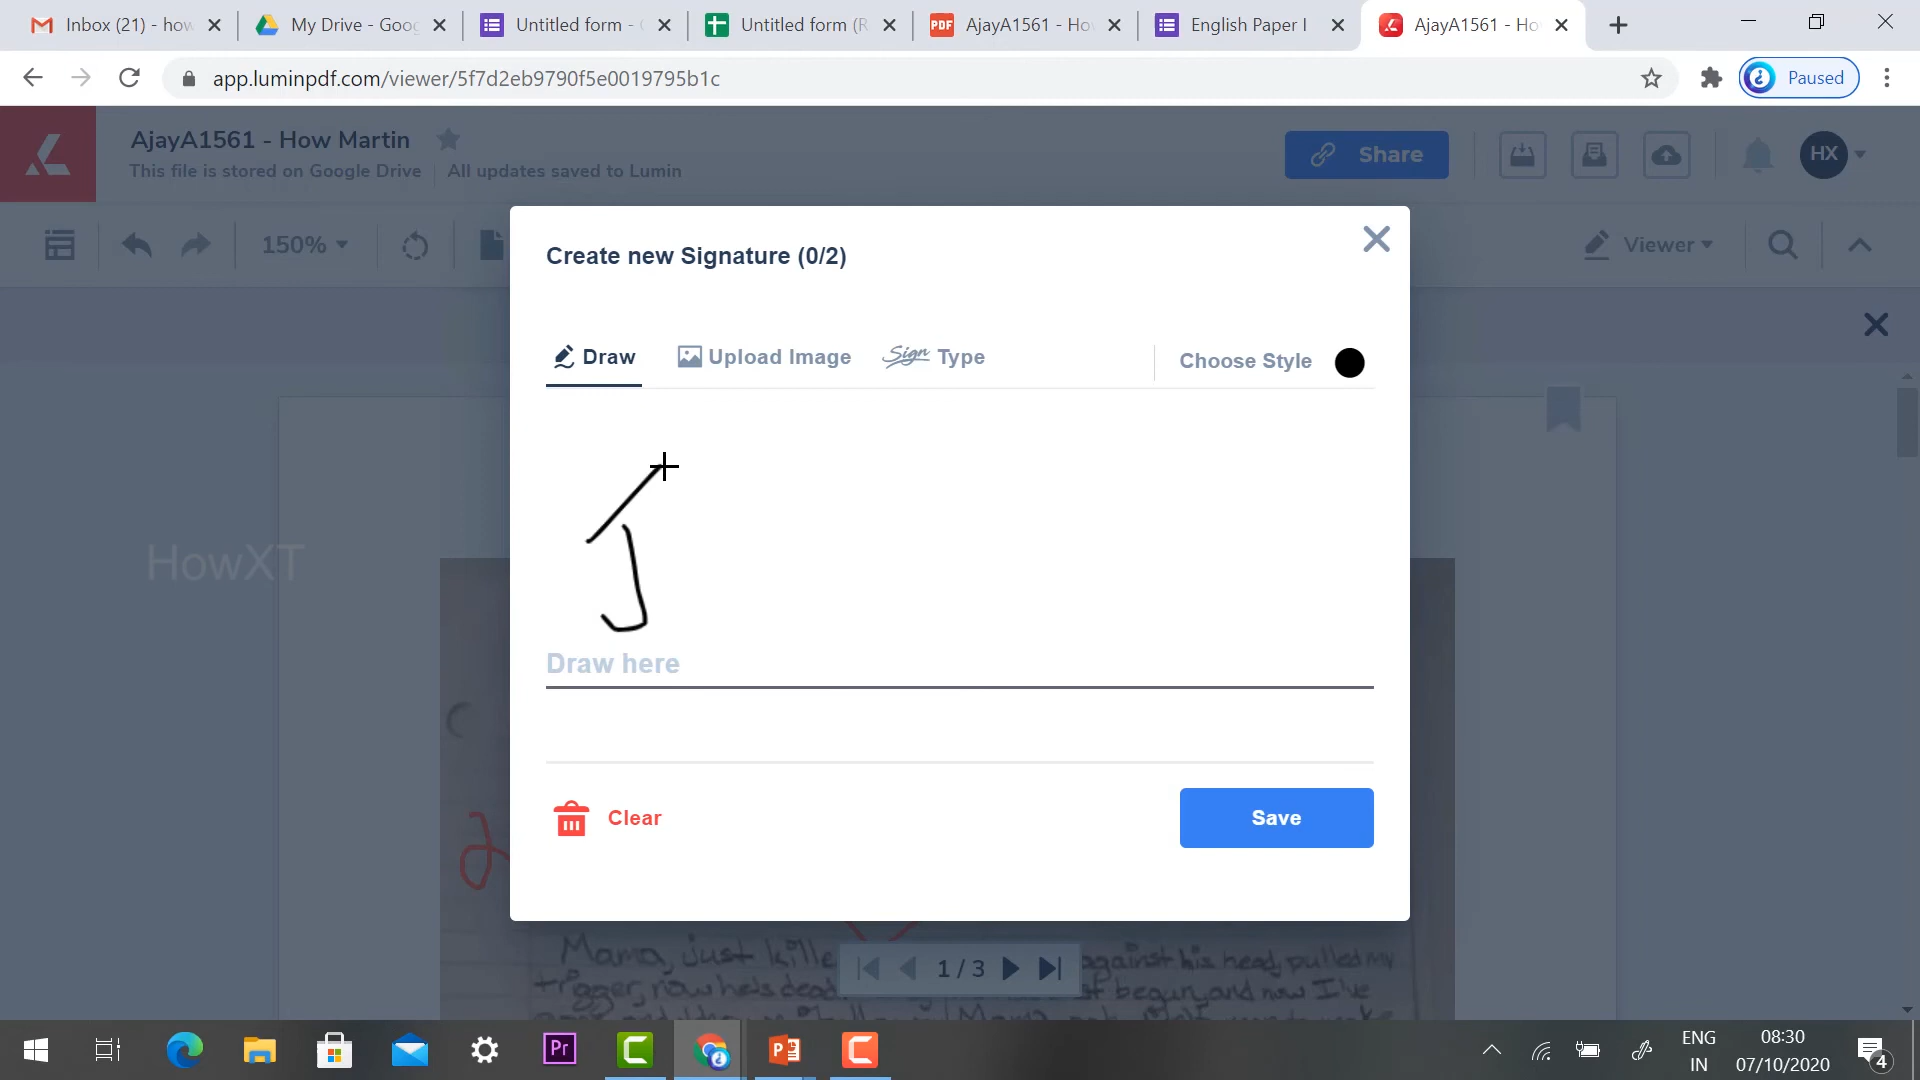 Inbox (21) - how
My Drive - Goog
Untitled form -
Untitled form (R
PDF
AjayA1561 - Ho
English Paper I
AjayA1561 - Ho
app.luminpdf.com/viewer/5f7d2eb9790f5e0019795b1c
Paused
AjayA1561 - How Martin
This file is stored on Google Drive
All updates saved to Lumin
Share
HX
150%
Viewer
Create new Signature (0/2)
Draw
Upload Image
Sign Type
Choose Style
HowXT
Draw here
Clear
Save
Mama, just kille
against his head, pulled my
1 / 3
trigger, now he's dead
begun, and now I've
Pr
ENG
IN
08:30
07/10/2020
4